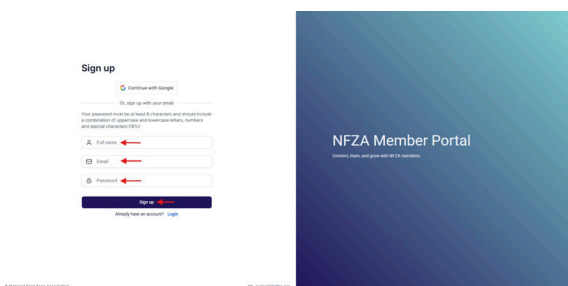 Sign up
Continue with Google
Or, sign up with your email
Your password must be at least 8 characters and should include
a combination of uppercase and lowercase letters, numbers
and special characters
Full name
Email
Password
Sign up
Already have an account? Login
NFZA Member Portal
Connect, learn, and grow with NFZA members.